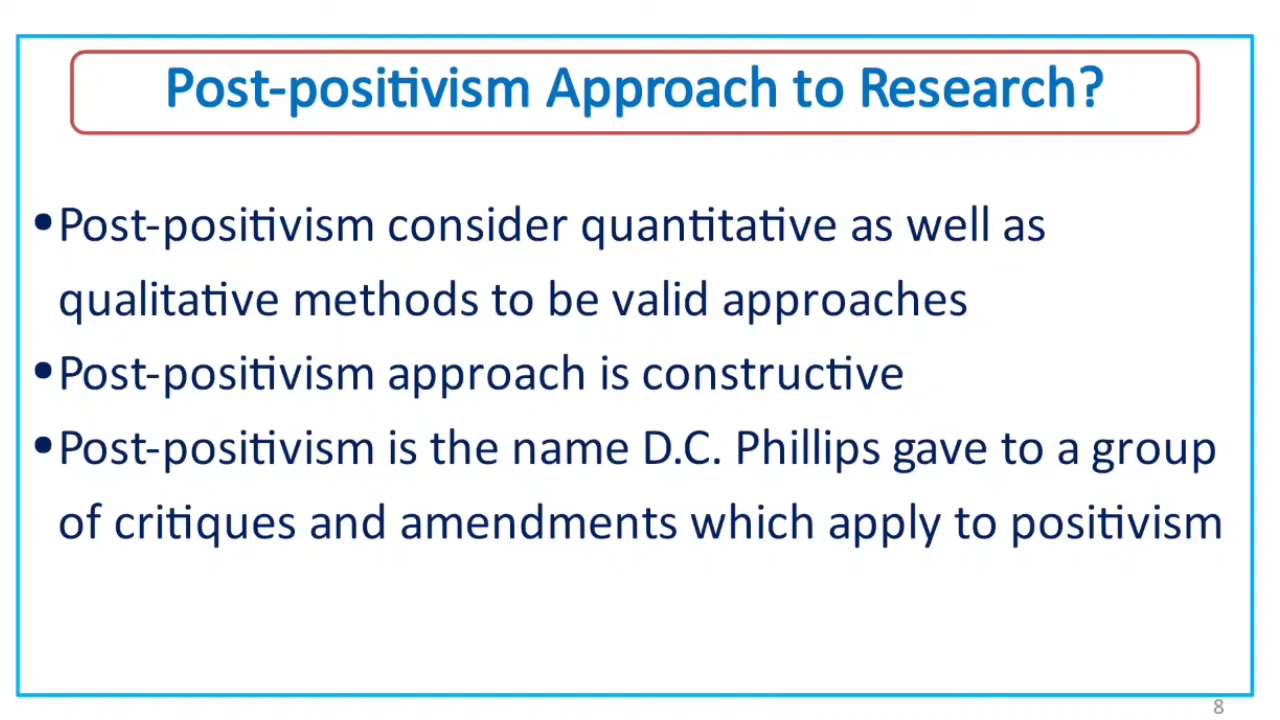 Post-positivism Approach to Research?
•Post-positivism consider quantitative as well as
qualitative methods to be valid approaches
•Post-positivism approach is constructive
•Post-positivism is the name D.C. Phillips gave to a group
of critiques and amendments which apply to positivism
8